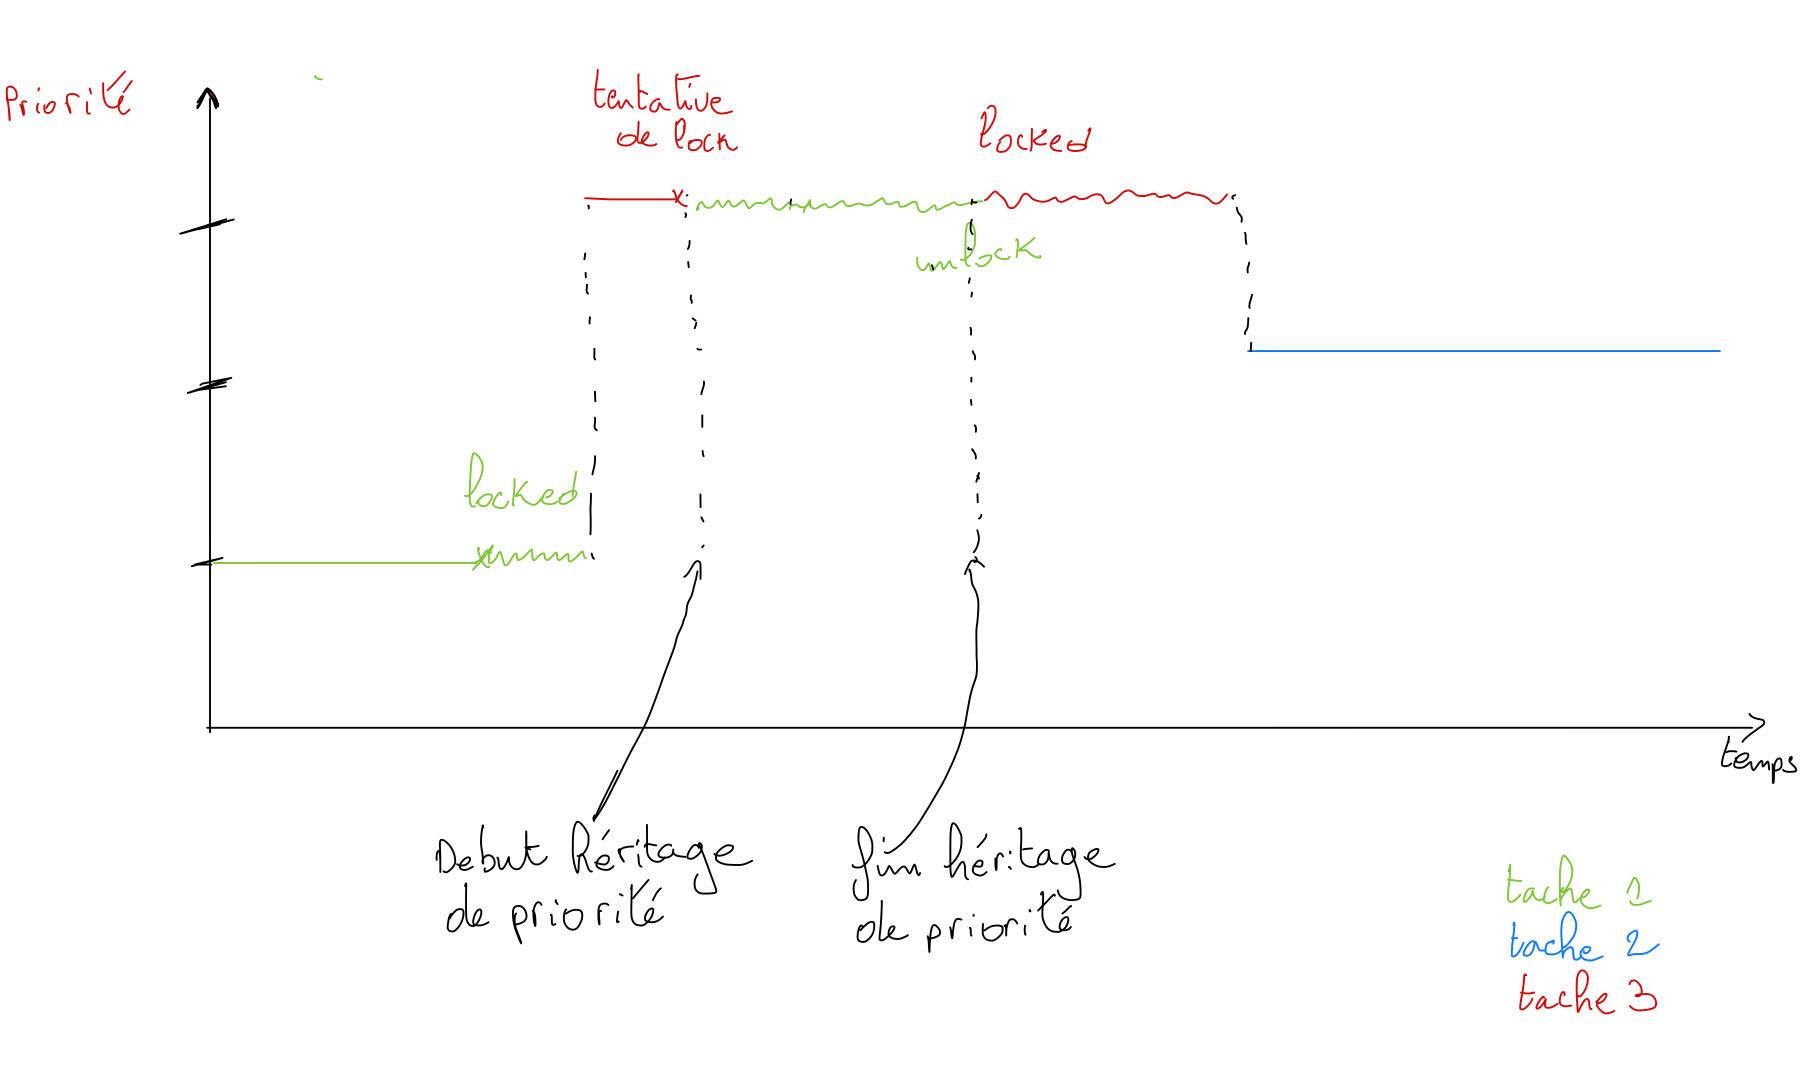 Priorité
tentative
de lock
locked
unlock
locked
temps
Debut héritage
de priorité
fin héritage
de priorité
tache 1
tache 2
tache 3